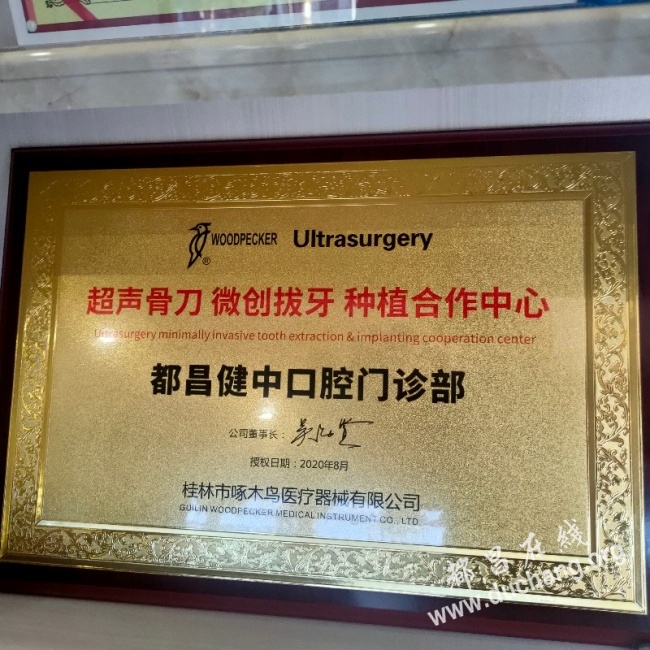 WOODPECKER Ultrasurgery
®
超声骨刀 微创拔牙 种植合作中心
Ultrasurgery minimally invasive tooth extraction & implanting cooperation center
都昌健中口腔门诊部
公司董事长：
授权日期：2020年8月
桂林市啄木鸟医疗器械有限公司
GUILIN WOODPECKER MEDICAL INSTRUMENT CO., LTD.
都昌在线
www.duchang.org